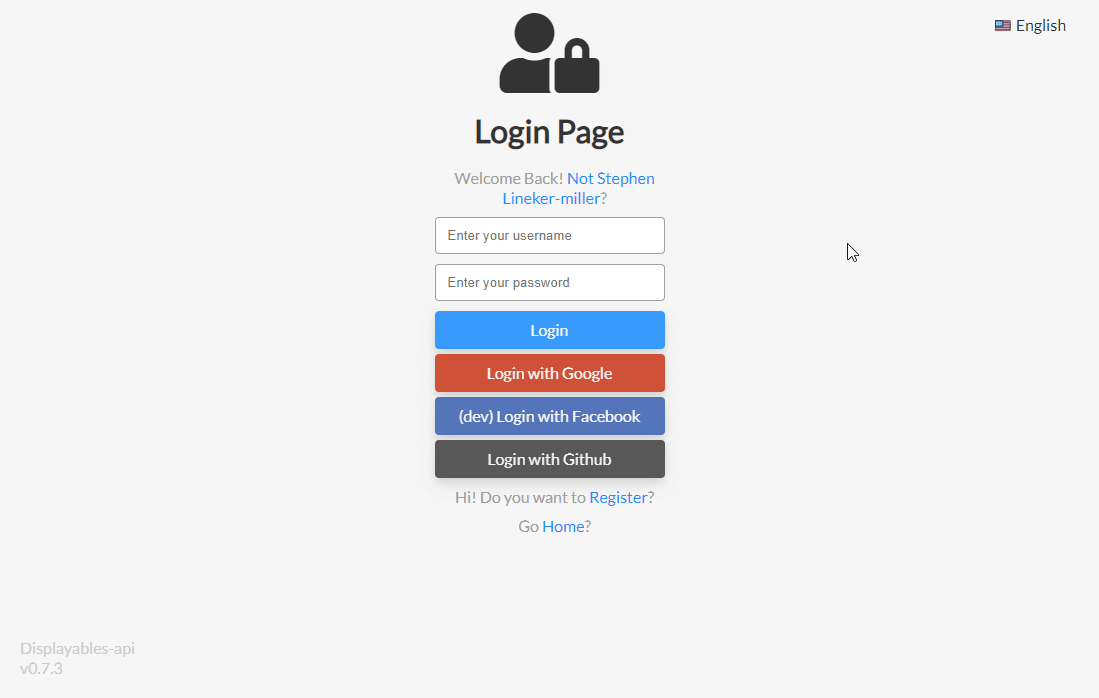 English
Login Page
Welcome Back! Not Stephen
Lineker-miller?
Enter your username
Enter your password
Login
Login with Google
(dev) Login with Facebook
Login with Github
Hi! Do you want to Register?
Go Home?
Displayables-api
v0.7.3